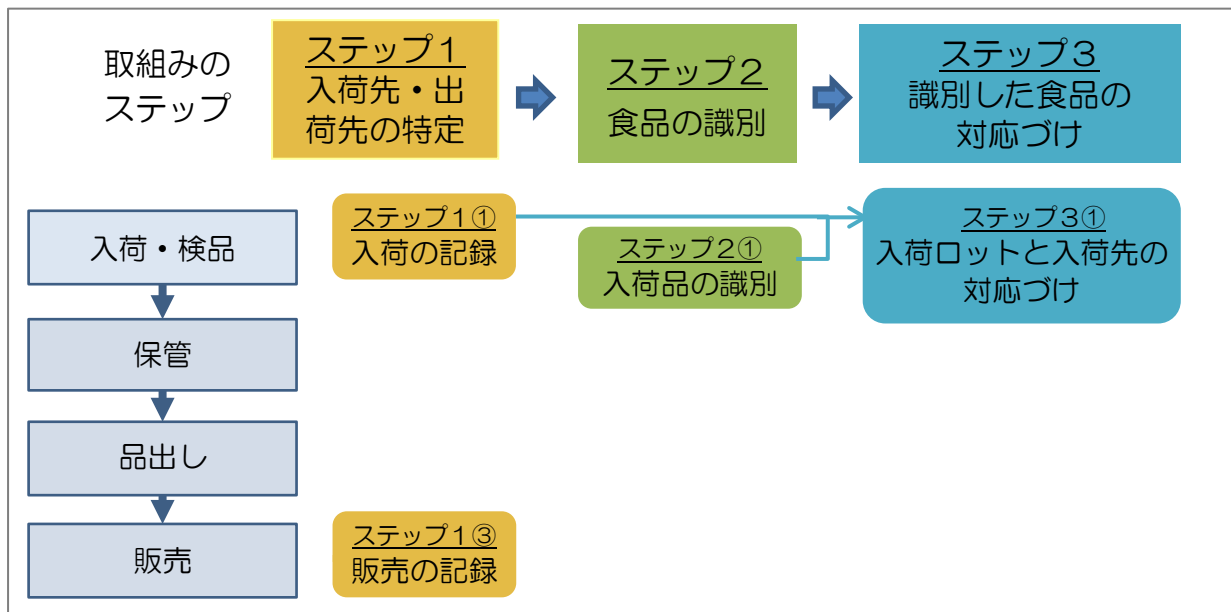 取組みの
ステップ
ステップ1
入荷先・出
荷先の特定
ステップ2
食品の識別
ステップ3
識別した食品の
対応づけ
入荷・検品
ステップ1①
入荷の記録
ステップ2①
入荷品の識別
ステップ3①
入荷ロットと入荷先の
対応づけ
保管
品出し
販売
ステップ1③
販売の記録